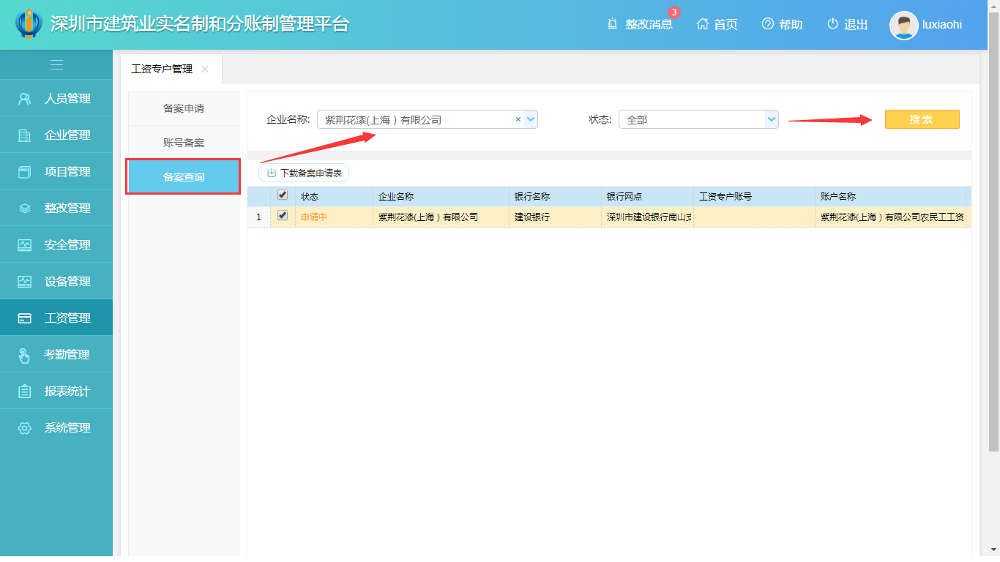 深圳市建筑业实名制和分账制管理平台
整改消息
3
首页
帮助
退出
luxiaohi
人员管理
企业管理
项目管理
整改管理
安全管理
设备管理
工资管理
考勤管理
报表统计
系统管理
工资专户管理 ×
备案申请
账号备案
备案查询
企业名称: 紫荆花漆(上海）有限公司 ×
状态: 全部
搜 索
下载备案申请表
状态 企业名称 银行名称 银行网点 工资专户账号 账户名称
1 申请中 紫荆花漆(上海）有限公司 建设银行 深圳市建设银行南山支 紫荆花漆(上海）有限公司农民工工资